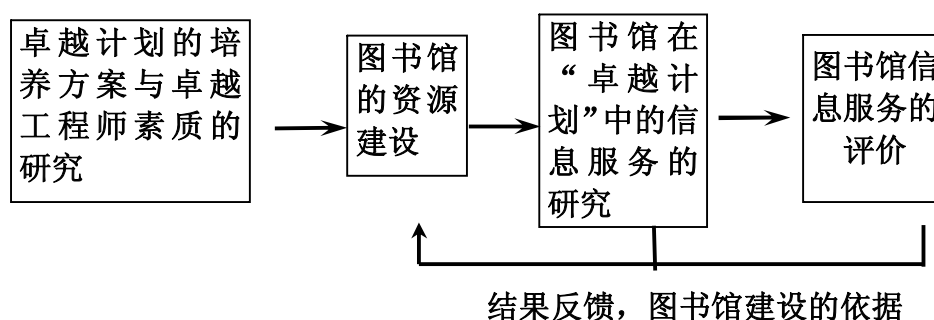 卓越计划的培
养方案与卓越
工程师素质的
研究
图书馆
的资源
建设
图书馆在
“卓越计
划”中的信
息服务的
研究
图书馆信
息服务的
评价
结果反馈，图书馆建设的依据